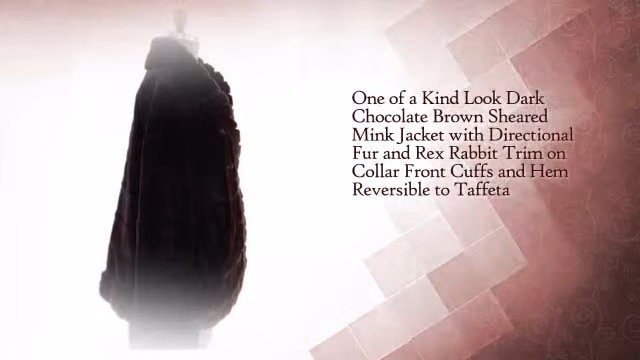 One of a Kind Look Dark
Chocolate Brown Sheared
Mink Jacket with Directional
Fur and Rex Rabbit Trim on
Collar Front Cuffs and Hem
Reversible to Taffeta